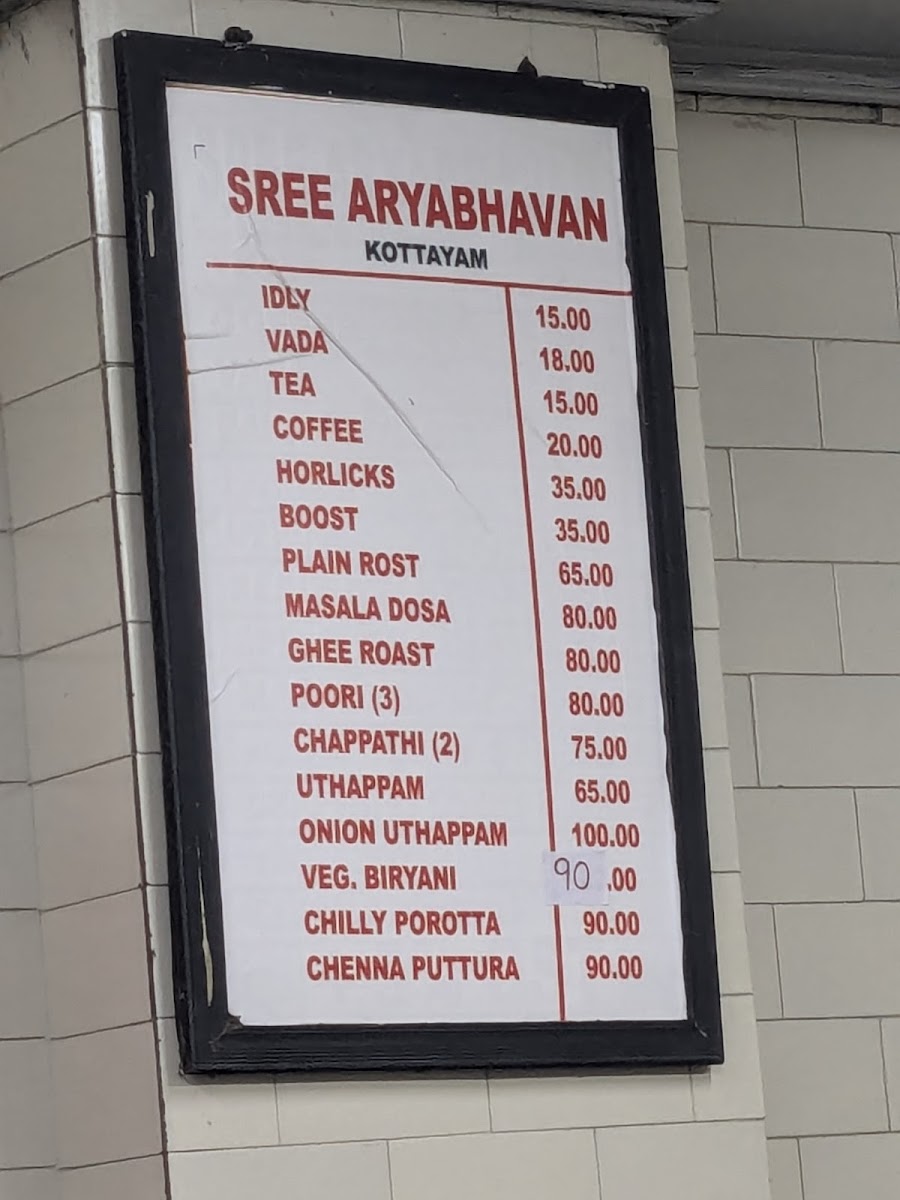 SREE ARYABHAVAN
KOTTAYAM
IDLY 15.00
VADA 18.00
TEA 15.00
COFFEE 20.00
HORLICKS 35.00
BOOST 35.00
PLAIN ROST 65.00
MASALA DOSA 80.00
GHEE ROAST 80.00
POORI (3) 80.00
CHAPPATHI (2) 75.00
UTHAPPAM 65.00
ONION UTHAPPAM 100.00
VEG. BIRYANI 90.00
CHILLY POROTTA 90.00
CHENNA PUTTURA 90.00